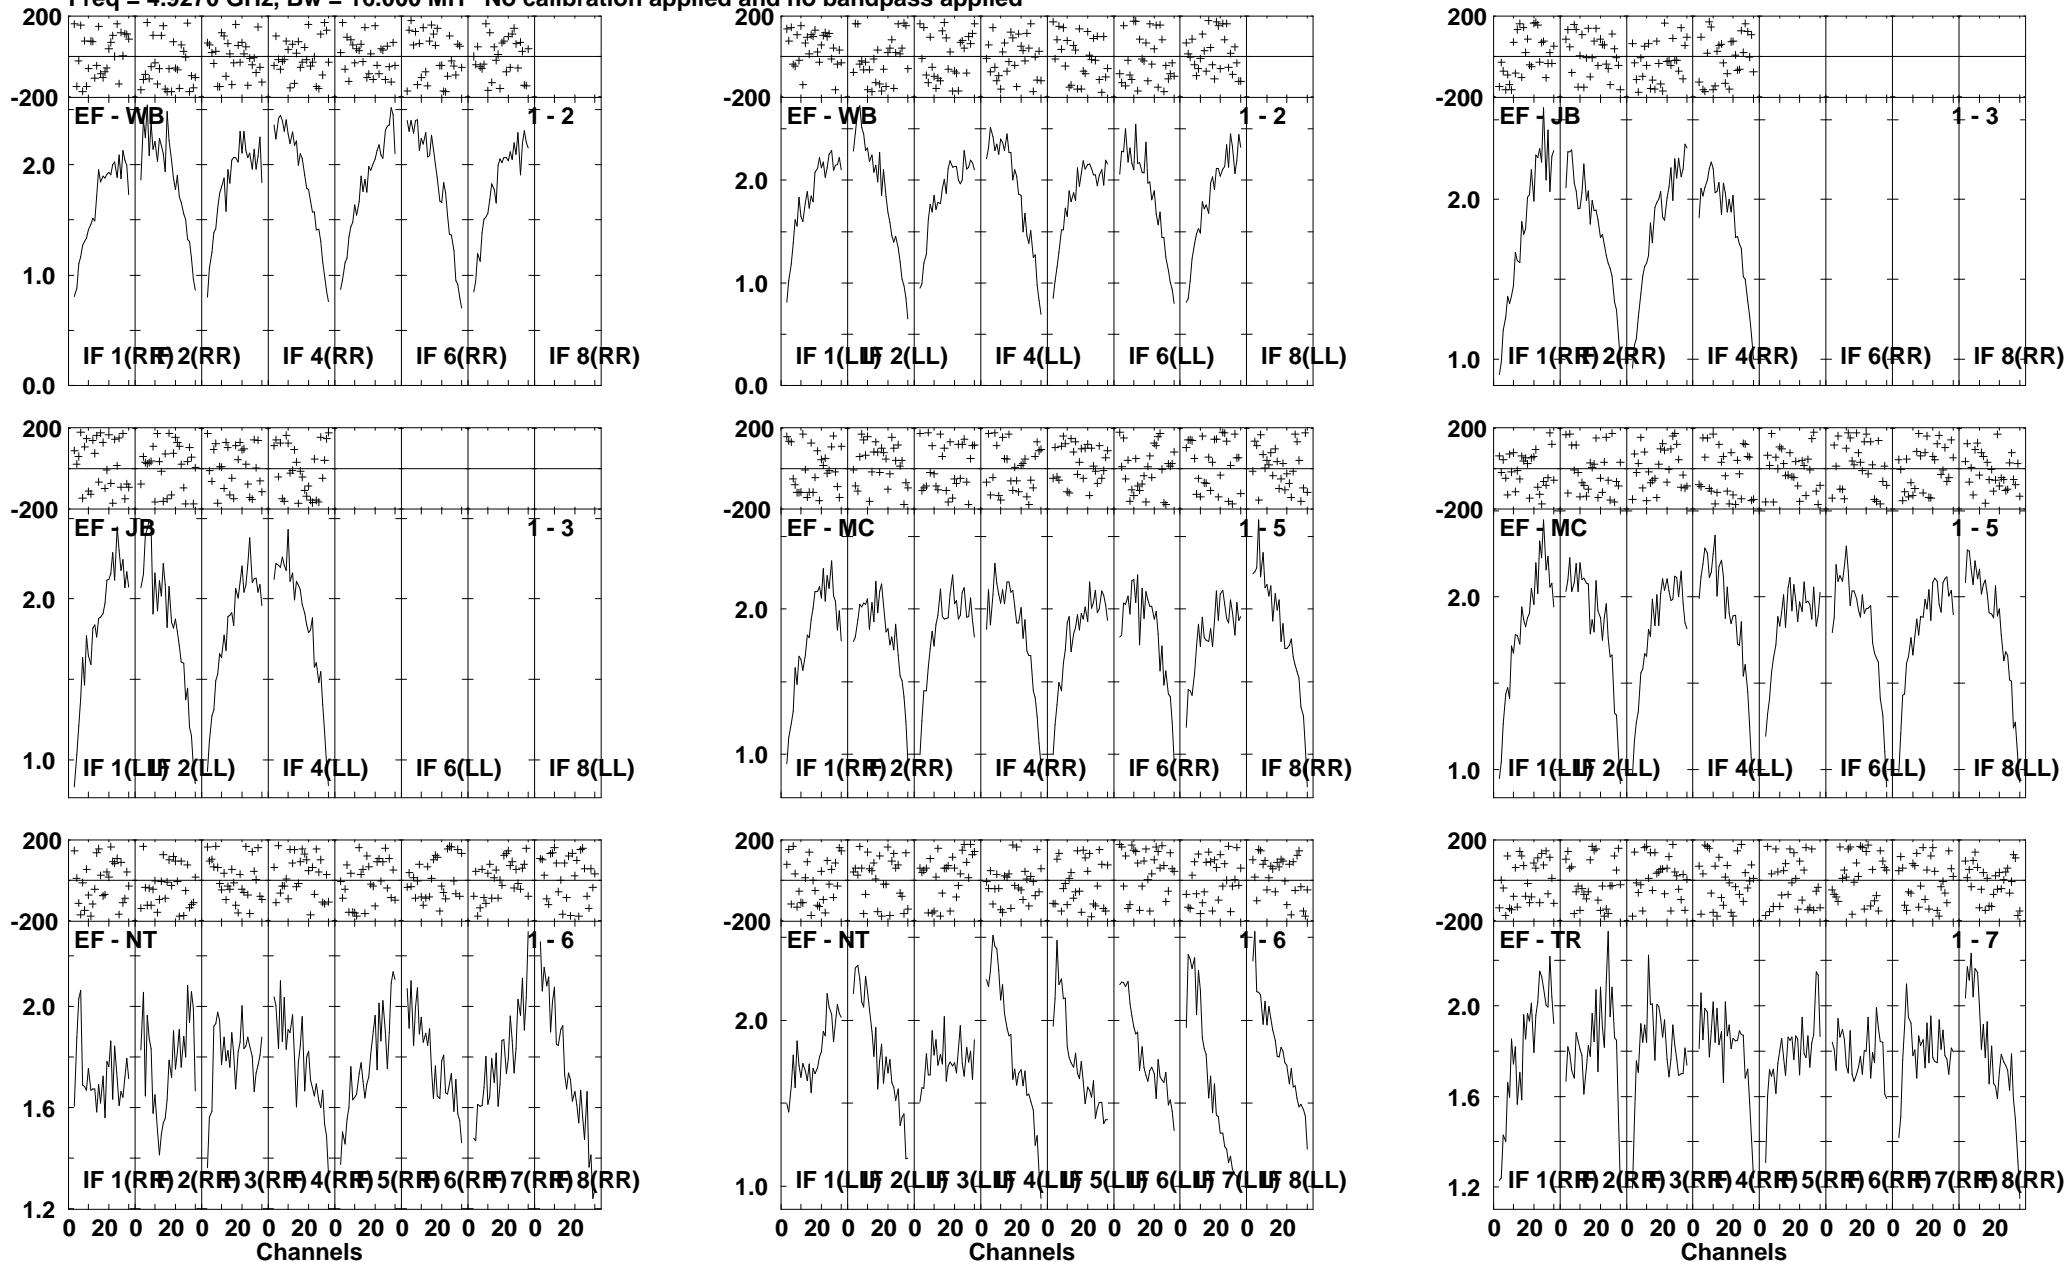 Freq = 4.9276 GHz, Bw = 16.000 MH No calibration applied and no bandpass applied
200 200 200
-200 -200 -200
EF - WB 1 - 2 EF - WB 1 - 2 EF - JB 1 - 3
2.0 2.0 2.0
1.0 1.0 1.0
IF 1(RR) IF 2(RR) IF 4(RR) IF 6(RR) IF 8(RR) IF 1(LL) IF 2(LL) IF 4(LL) IF 6(LL) IF 8(LL) IF 1(RR) IF 2(RR) IF 4(RR) IF 6(RR) IF 8(RR)
0.0 0.0
200 200 200
-200 -200 -200
EF - JB 1 - 3 EF - MC 1 - 5 EF - MC 1 - 5
2.0 2.0 2.0
1.0 1.0 1.0
IF 1(LL) IF 2(LL) IF 4(LL) IF 6(LL) IF 8(LL) IF 1(RR) IF 2(RR) IF 4(RR) IF 6(RR) IF 8(RR) IF 1(LL) IF 2(LL) IF 4(LL) IF 6(LL) IF 8(LL)
200 200 200
-200 -200 -200
EF - NT 1 - 6 EF - NT 1 - 6 EF - TR 1 - 7
2.0 2.0 2.0
1.6 1.6
IF 1(RR) IF 2(RR) IF 3(RR) IF 4(RR) IF 5(RR) IF 6(RR) IF 7(RR) IF 8(RR) 1.0 IF 1(LL) IF 2(LL) IF 3(LL) IF 4(LL) IF 5(LL) IF 6(LL) IF 7(LL) IF 8(LL) IF 1(RR) IF 2(RR) IF 3(RR) IF 4(RR) IF 5(RR) IF 6(RR) IF 7(RR) IF 8(RR)
1.2 1.2
0 20 0 20 0 20 0 20 0 20 0 20 0 20 0 20 0 20 0 20 0 20 0 20 0 20 0 20 0 20 0 20 0 20 0 20 0 20 0 20 0 20 0 20 0 20 0 20
Channels Channels